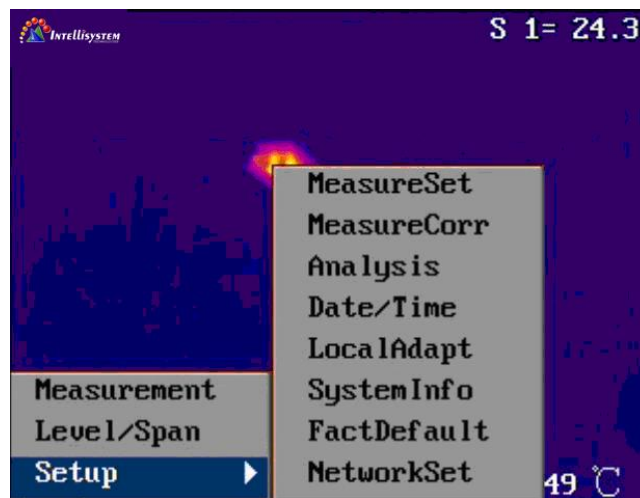 INTELLISYSTEM
S 1= 24.3
MeasureSet
MeasureCorr
Analysis
Date/Time
LocalAdapt
SystemInfo
FactDefault
NetworkSet
Measurement
Level/Span
Setup
49 °C